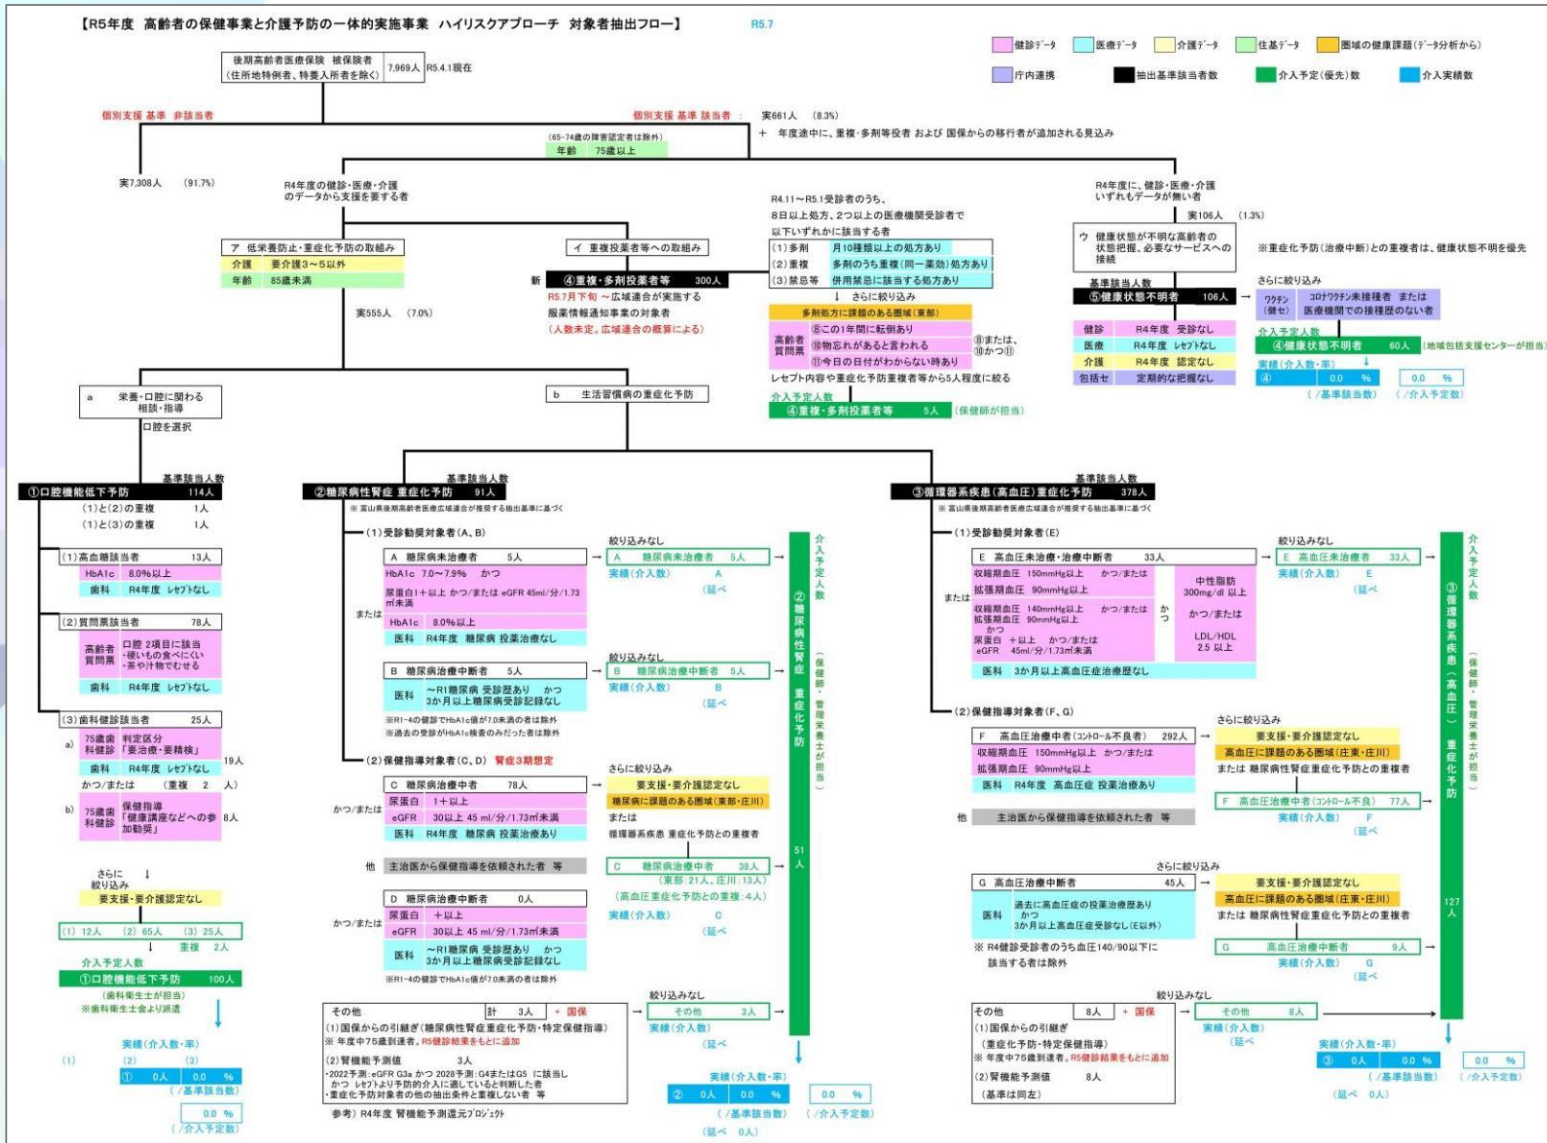 【R5年度 高齢者の保健事業と介護予防の一体的実施事業 ハイリスクアプローチ 対象者抽出フロー】
R5.7
健診データ
医療データ
介護データ
住基データ
圏域の健康課題(データ分析から)
庁内連携
抽出基準該当者数
介入予定(優先)数
介入実績数
後期高齢者医療保険 被保険者
(住所地特例者、特養入所者を除く)
7,969人
R5.4.1現在
個別支援 基準 非該当者
個別支援 基準 該当者 :
実661人 (8.3%)
+ 年度途中に、重複・多剤等役者 および 国保からの移行者が追加される見込み
(65-74歳の障害認定者は除外)
年齢 75歳以上
実7,308人 (91.7%)
R4年度の健診・医療・介護
のデータから支援を要する者
R4年度に、健診・医療・介護
いずれもデータが無い者
実106人 (1.3%)
ア 低栄養防止・重症化予防の取組み
介護 要介護3~5以外
年齢 85歳未満
実555人 (7.0%)
イ 重複投薬者等への取組み
新
④重複・多剤投薬者等 300人
R5.7月下旬 ~広域連合が実施する
服薬情報通知事業の対象者
(人数未定。広域連合の概算による)
R4.11~R5.1受診者のうち、
8日以上処方、2つ以上の医療機関受診者で
以下いずれかに該当する者
(1)多剤 月10種類以上の処方あり
(2)重複 多剤のうち重複(同一薬効)処方あり
(3)禁忌等 併用禁忌に該当する処方あり
↓ さらに絞り込み
多剤処方に課題のある圏域(東部)
高齢者
質問票
⑧この1年間に転倒あり
⑩物忘れがあると言われる
⑪今日の日付がわからない時あり
⑧または、
⑩かつ⑪
レセプト内容や重症化予防重複者等から5人程度に絞る
介入予定人数
④重複・多剤投薬者等 5人
(保健師が担当)
ウ 健康状態が不明な高齢者の
状態把握、必要なサービスへの
接続
※重症化予防(治療中断)との重複者は、健康状態不明を優先
基準該当人数
⑤健康状態不明者 106人
健診 R4年度 受診なし
医療 R4年度 レセプトなし
介護 R4年度 認定なし
包括セ 定期的な把握なし
さらに絞り込み
ワクチン
(健セ)
コロナワクチン未接種者 または
医療機関での接種歴のない者
介入予定人数
④健康状態不明者 60人
(地域包括支援センターが担当)
実績(介入数・率) ↓
④ 0.0 %
0.0 %
( /基準該当数)
( /介入予定数)
a 栄養・口腔に関わる
相談・指導
口腔を選択
b 生活習慣病の重症化予防
基準該当人数
①口腔機能低下予防 114人
(1)と(2)の重複 1人
(1)と(3)の重複 1人
(1)高血糖該当者 13人
HbA1c 8.0%以上
歯科 R4年度 レセプトなし
(2)質問票該当者 78人
高齢者
質問票
口腔 2項目に該当
・硬いもの食べにくい
・茶や汁物でむせる
歯科 R4年度 レセプトなし
(3)歯科健診該当者 25人
a) 75歳歯
科健診
判定区分
「要治療・要精検」
歯科 R4年度 レセプトなし
19人
かつ/または (重複 2 人)
b) 75歳歯
科健診
保健指導
「健康講座などへの参
加勧奨」
8人
さらに ↓
絞り込み
要支援・要介護認定なし
(1) 12人 (2) 65人 (3) 25人
↓ 重複 2人
介入予定人数
①口腔機能低下予防 100人
(歯科衛生士が担当)
※歯科衛生士会より派遣
実績(介入数・率)
(1) (2) (3)
① 0人 0.0 %
( /基準該当数)
0.0 %
( /介入予定数)
基準該当人数
②糖尿病性腎症 重症化予防 91人
※ 富山県後期高齢者医療広域連合が推奨する抽出基準に基づく
(1)受診勧奨対象者(A、B)
A 糖尿病未治療者 5人
HbA1c 7.0~7.9% かつ
尿蛋白1+以上 かつ/または eGFR 45ml/分/1.73
㎡未満
または
HbA1c 8.0%以上
医科 R4年度 糖尿病 投薬治療なし
絞り込みなし
→ A 糖尿病未治療者 5人
実績(介入数) A
(延べ
B 糖尿病治療中断者 5人
医科
~R1糖尿病 受診歴あり かつ
3か月以上糖尿病受診記録なし
※R1-4の健診でHbA1c値が7.0未満の者は除外
※過去の受診がHbA1c検査のみだった者は除外
絞り込みなし
→ B 糖尿病治療中断者 5人
実績(介入数) B
(延べ
(2)保健指導対象者(C、D) 腎症3期想定
C 糖尿病治療中者 78人
かつ/または
尿蛋白 1+以上
eGFR 30以上 45 ml/分/1.73㎡未満
医科 R4年度 糖尿病 投薬治療あり
さらに絞り込み
要支援・要介護認定なし
糖尿病に課題のある圏域(東部・庄川)
または
循環器系疾患 重症化予防との重複者
他 主治医から保健指導を依頼された者 等
C 糖尿病治療中者 38人
(東部:21人、庄川:13人)
(高血圧重症化予防との重複:4人)
実績(介入数) C
(延べ
D 糖尿病治療中断者 0人
かつ/または
尿蛋白 +以上
eGFR 30以上 45 ml/分/1.73㎡未満
医科
~R1糖尿病 受診歴あり かつ
3か月以上糖尿病受診記録なし
※R1-4の健診でHbA1c値が7.0未満の者は除外
その他 計 3人 + 国保
(1)国保からの引継ぎ(糖尿病性腎症重症化予防・特定保健指導)
※ 年度中75歳到達者。R5健診結果をもとに追加
(2)腎機能予測値 3人
・2022予測:eGFR G3a かつ 2028予測:G4またはG5 に該当し
かつ レセプトより予防的介入に適していると判断した者
・重症化予防対象者の他の抽出条件と重複しない者 等
参考) R4年度 腎機能予測還元プロジェクト
絞り込みなし
→ その他 3人
実績(介入数)
(延べ
介入予定人数
②糖尿病性腎症 重症化予防 51人
(保健師・管理栄養士が担当)
実績(介入数・率)
② 0人 0.0 %
0.0 %
( /基準該当数)
( /介入予定数)
(延べ 0人)
基準該当人数
③循環器系疾患(高血圧)重症化予防 378人
※ 富山県後期高齢者医療広域連合が推奨する抽出基準に基づく
(1)受診勧奨対象者(E)
E 高血圧未治療・治療中断者 33人
収縮期血圧 150mmHg以上 かつ/または
拡張期血圧 90mmHg以上
または
収縮期血圧 140mmHg以上 かつ/または
拡張期血圧 90mmHg以上
かつ
尿蛋白 +以上 かつ/または
eGFR 45ml/分/1.73㎡未満
かつ
中性脂肪
300mg/dl 以上
かつ/または
LDL/HDL
2.5 以上
医科 3か月以上高血圧症治療歴なし
絞り込みなし
→ E 高血圧未治療者 33人
実績(介入数) E
(延べ
(2)保健指導対象者(F、G)
F 高血圧治療中者(コントロール不良者) 292人
収縮期血圧 150mmHg以上 かつ/または
拡張期血圧 90mmHg以上
医科 R4年度 高血圧症 投薬治療あり
さらに絞り込み
要支援・要介護認定なし
高血圧に課題のある圏域(庄東・庄川)
または 糖尿病性腎症重症化予防との重複者
F 高血圧治療中者(コントロール不良) 77人
実績(介入数) F
(延べ
他 主治医から保健指導を依頼された者 等
G 高血圧治療中断者 45人
医科
過去に高血圧症の投薬治療歴あり
かつ
3か月以上高血圧症受診なし(E以外)
※ R4健診受診者のうち血圧140/90以下に
該当する者は除外
さらに絞り込み
要支援・要介護認定なし
高血圧に課題のある圏域(庄東・庄川)
または 糖尿病性腎症重症化予防との重複者
G 高血圧治療中断者 9人
実績(介入数) G
(延べ
その他 8人 + 国保
(1)国保からの引継ぎ
(重症化予防・特定保健指導)
※ 年度中75歳到達者。R5健診結果をもとに追加
(2)腎機能予測値 8人
(基準は同左)
絞り込みなし
→ その他 8人
実績(介入数)
(延べ
介入予定人数
③循環器系疾患(高血圧) 重症化予防 127人
(保健師・管理栄養士が担当)
実績(介入数・率)
③ 0人 0.0 %
0.0 %
( /基準該当数)
( /介入予定数)
(延べ 0人)